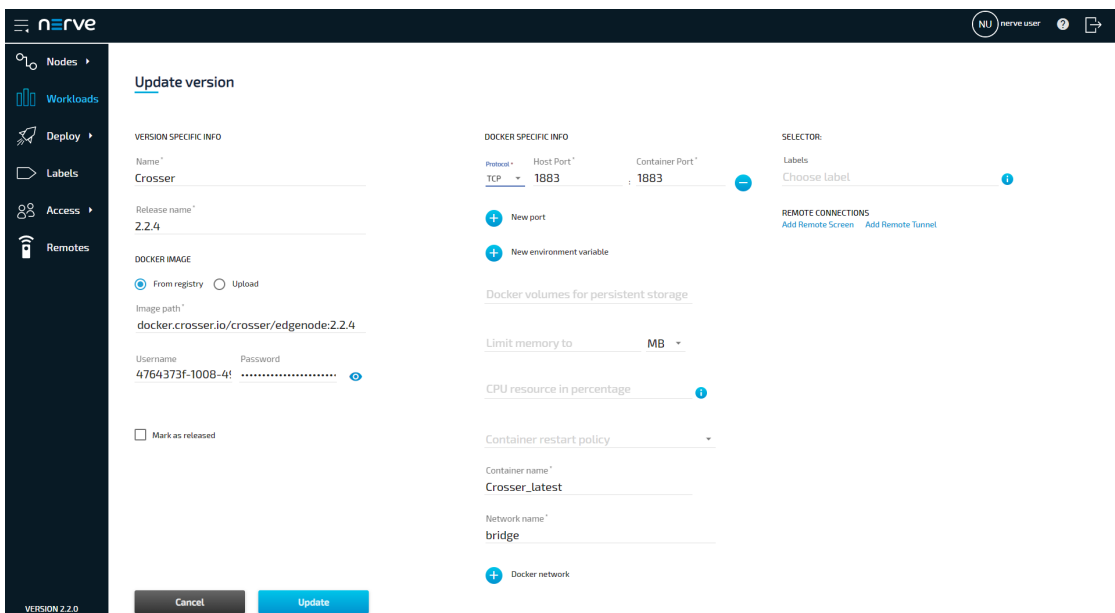 nerve
NU nerve user ?
Nodes
Workloads
Deploy
Labels
Access
Remotes
VERSION 2.2.0
Update version
VERSION SPECIFIC INFO
Name*
Crosser
Release name*
2.2.4
DOCKER IMAGE
From registry Upload
Image path*
docker.crosser.io/crosser/edgenode:2.2.4
Username Password
4764373f-1008-49
Mark as released
Cancel Update
DOCKER SPECIFIC INFO
Protocol* Host Port* Container Port*
TCP 1883 : 1883
New port
New environment variable
Docker volumes for persistent storage
Limit memory to MB
CPU resource in percentage
Container restart policy
Container name*
Crosser_latest
Network name*
bridge
Docker network
SELECTOR:
Labels
Choose label
REMOTE CONNECTIONS
Add Remote Screen Add Remote Tunnel